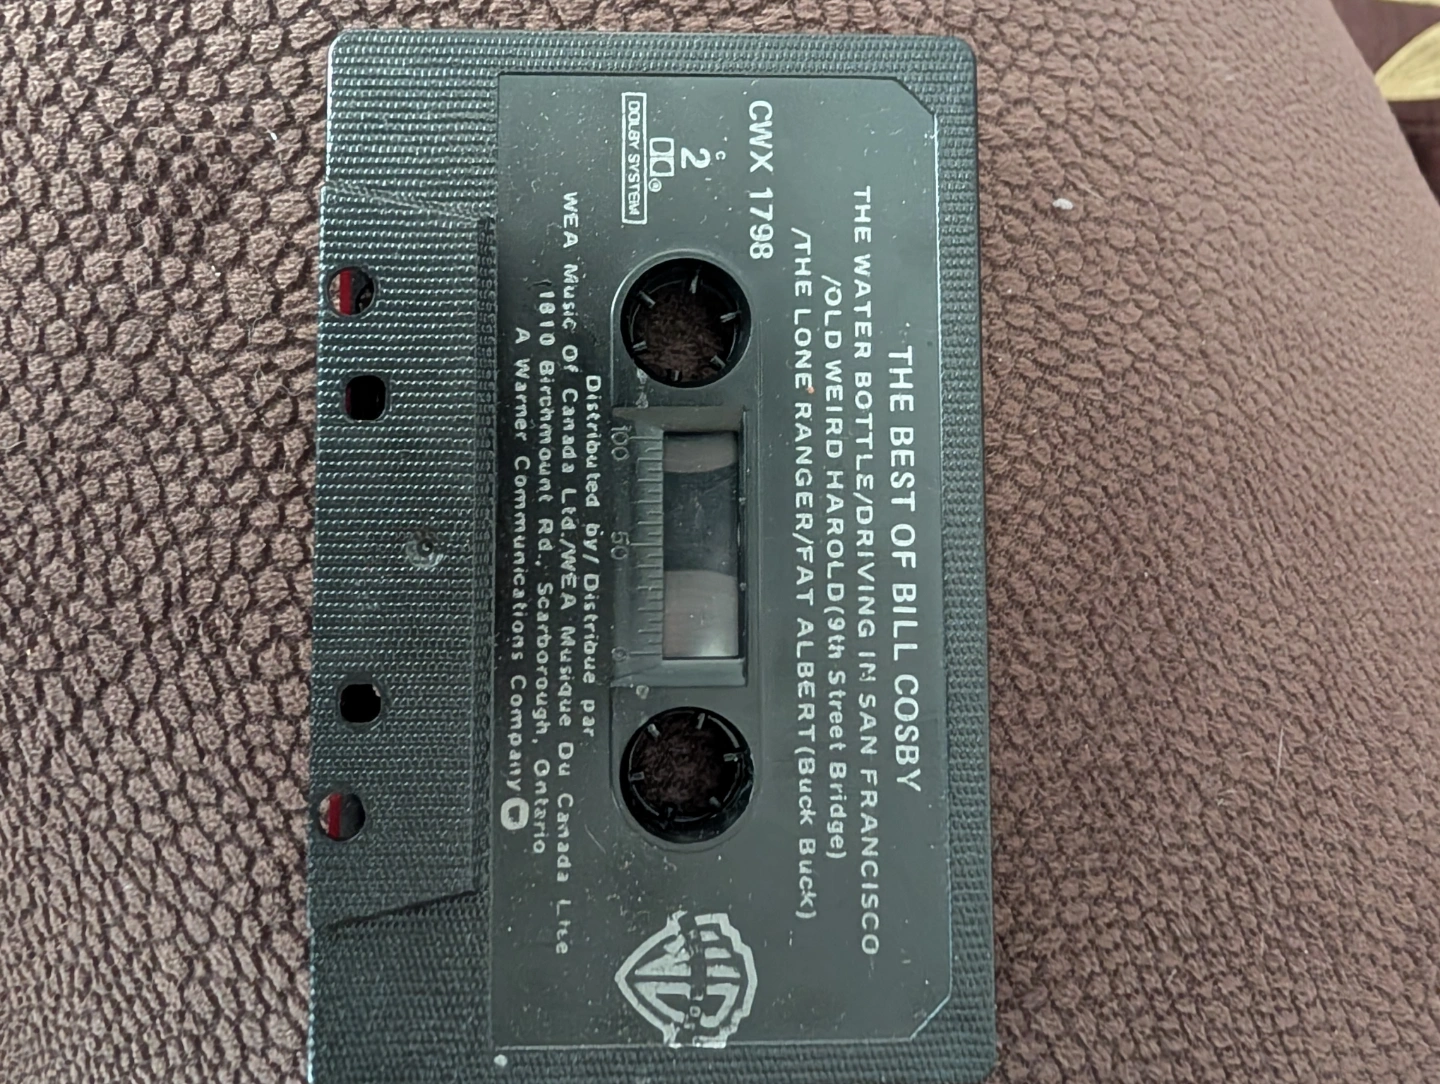 THE BEST OF BILL COSBY
THE WATER BOTTLE/DRIVING IN SAN FRANCISCO
/OLD WEIRD HAROLD(9th Street Bridge)
/THE LONE RANGER/FAT ALBERT(Buck Buck)
CWX 1798
c
2
DOLBY SYSTEM
100 50 0
Distributed by/ Distribue par
WEA Music Of Canada Ltd./WEA Musique Du Canada Ltee
1810 Birchmount Rd., Scarborough, Ontario
A Warner Communications Company